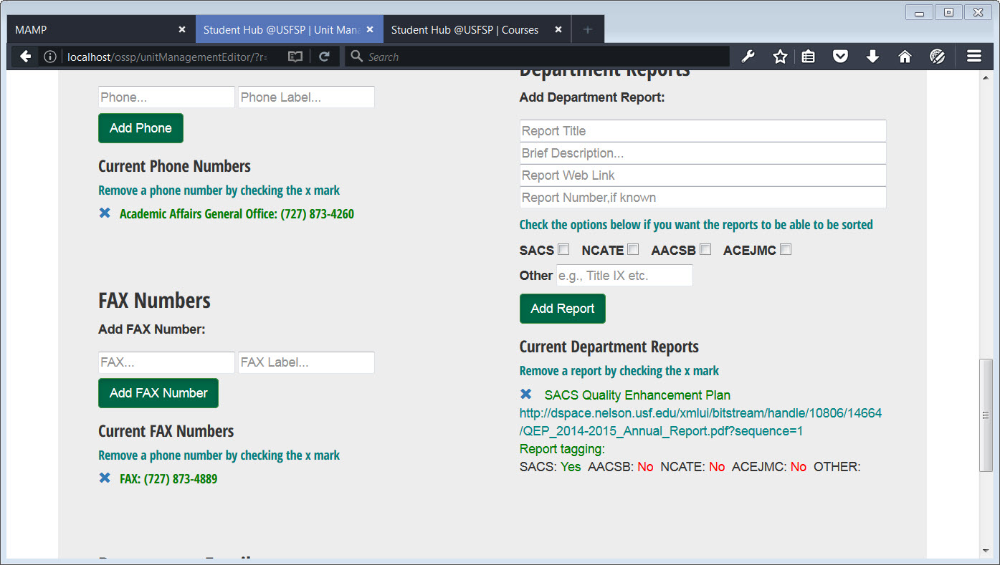 MAMP
Student Hub @USFSP | Unit Mana
Student Hub @USFSP | Courses
localhost/ossp/unitManagementEditor/?r=
Search
Phone...
Phone Label...
Add Phone
Current Phone Numbers
Remove a phone number by checking the x mark
Academic Affairs General Office: (727) 873-4260
FAX Numbers
Add FAX Number:
FAX...
FAX Label...
Add FAX Number
Current FAX Numbers
Remove a phone number by checking the x mark
FAX: (727) 873-4889
Department Reports
Add Department Report:
Report Title
Brief Description...
Report Web Link
Report Number,if known
Check the options below if you want the reports to be able to be sorted
SACS NCATE AACSB ACEJMC
Other e.g., Title IX etc.
Add Report
Current Department Reports
Remove a report by checking the x mark
SACS Quality Enhancement Plan
http://dspace.nelson.usf.edu/xmlui/bitstream/handle/10806/14664
/QEP_2014-2015_Annual_Report.pdf?sequence=1
Report tagging:
SACS: Yes AACSB: No NCATE: No ACEJMC: No OTHER: